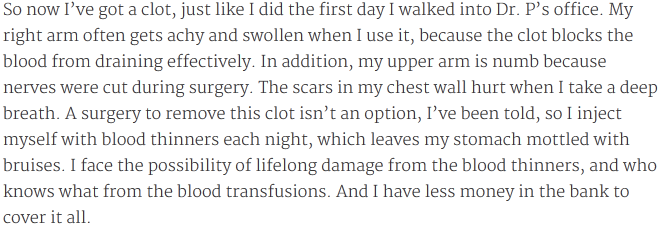 So now I’ve got a clot, just like I did the first day I walked into Dr. P’s office. My
right arm often gets achy and swollen when I use it, because the clot blocks the
blood from draining effectively. In addition, my upper arm is numb because
nerves were cut during surgery. The scars in my chest wall hurt when I take a deep
breath. A surgery to remove this clot isn’t an option, I’ve been told, so I inject
myself with blood thinners each night, which leaves my stomach mottled with
bruises. I face the possibility of lifelong damage from the blood thinners, and who
knows what from the blood transfusions. And I have less money in the bank to
cover it all.